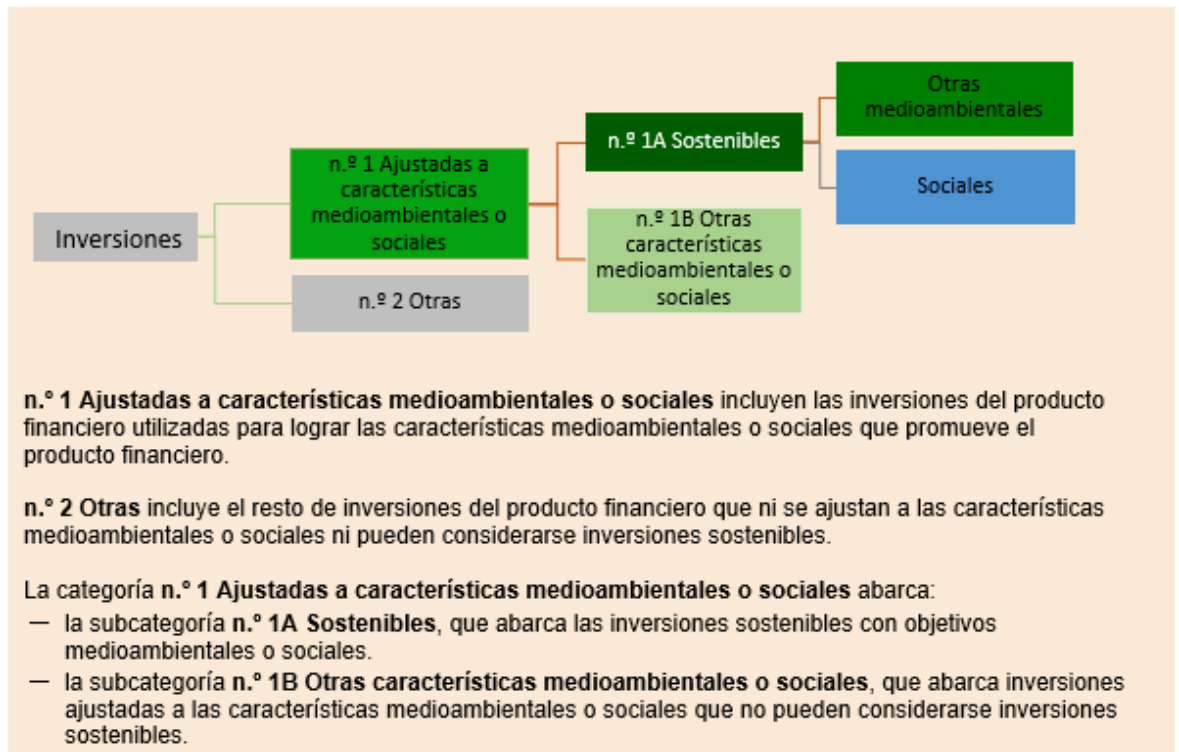 Otras
medioambientales
n.º 1A Sostenibles
n.º 1 Ajustadas a
características
medioambientales o
sociales
Sociales
Inversiones
n.º 1B Otras
características
medioambientales o
sociales
n.º 2 Otras
n.º 1 Ajustadas a características medioambientales o sociales incluyen las inversiones del producto
financiero utilizadas para lograr las características medioambientales o sociales que promueve el
producto financiero.
n.º 2 Otras incluye el resto de inversiones del producto financiero que ni se ajustan a las características
medioambientales o sociales ni pueden considerarse inversiones sostenibles.
La categoría n.º 1 Ajustadas a características medioambientales o sociales abarca:
— la subcategoría n.º 1A Sostenibles, que abarca las inversiones sostenibles con objetivos
medioambientales o sociales.
— la subcategoría n.º 1B Otras características medioambientales o sociales, que abarca inversiones
ajustadas a las características medioambientales o sociales que no pueden considerarse inversiones
sostenibles.